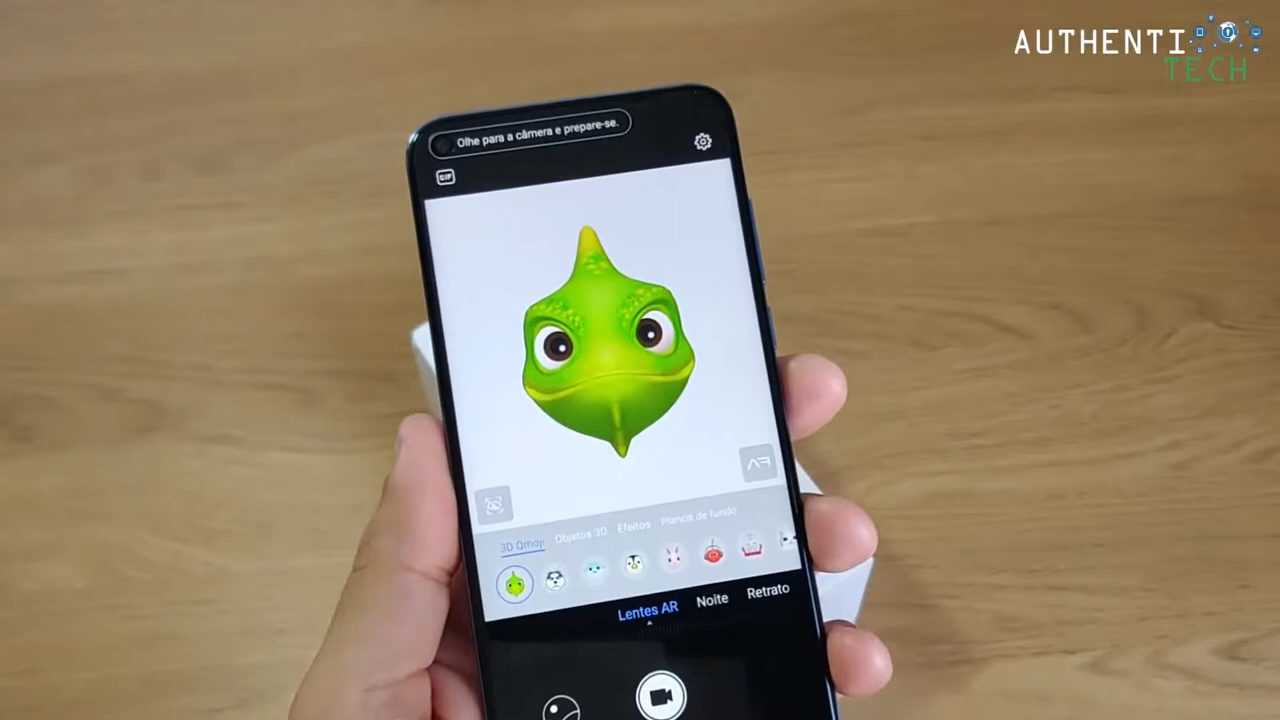 AUTHENTI
TECH
Olhe para a câmera e prepare-se.
GIF
AR
3D Qmoji Objetos 3D Efeitos Planos de fundo
Lentes AR Noite Retrato